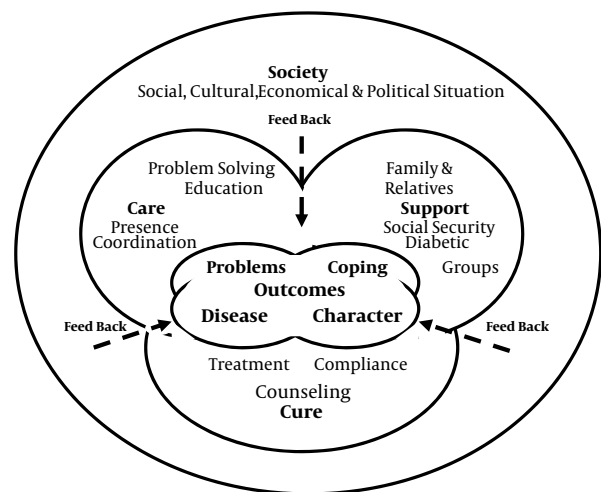 Society
Social, Cultural,Economical & Political Situation
Feed Back
Problem Solving
Education
Family &
Relatives
Care
Presence
Coordination
Support
Social Security
Diabetic
Groups
Problems Coping
Outcomes
Disease Character
Feed Back
Feed Back
Treatment Compliance
Counseling
Cure